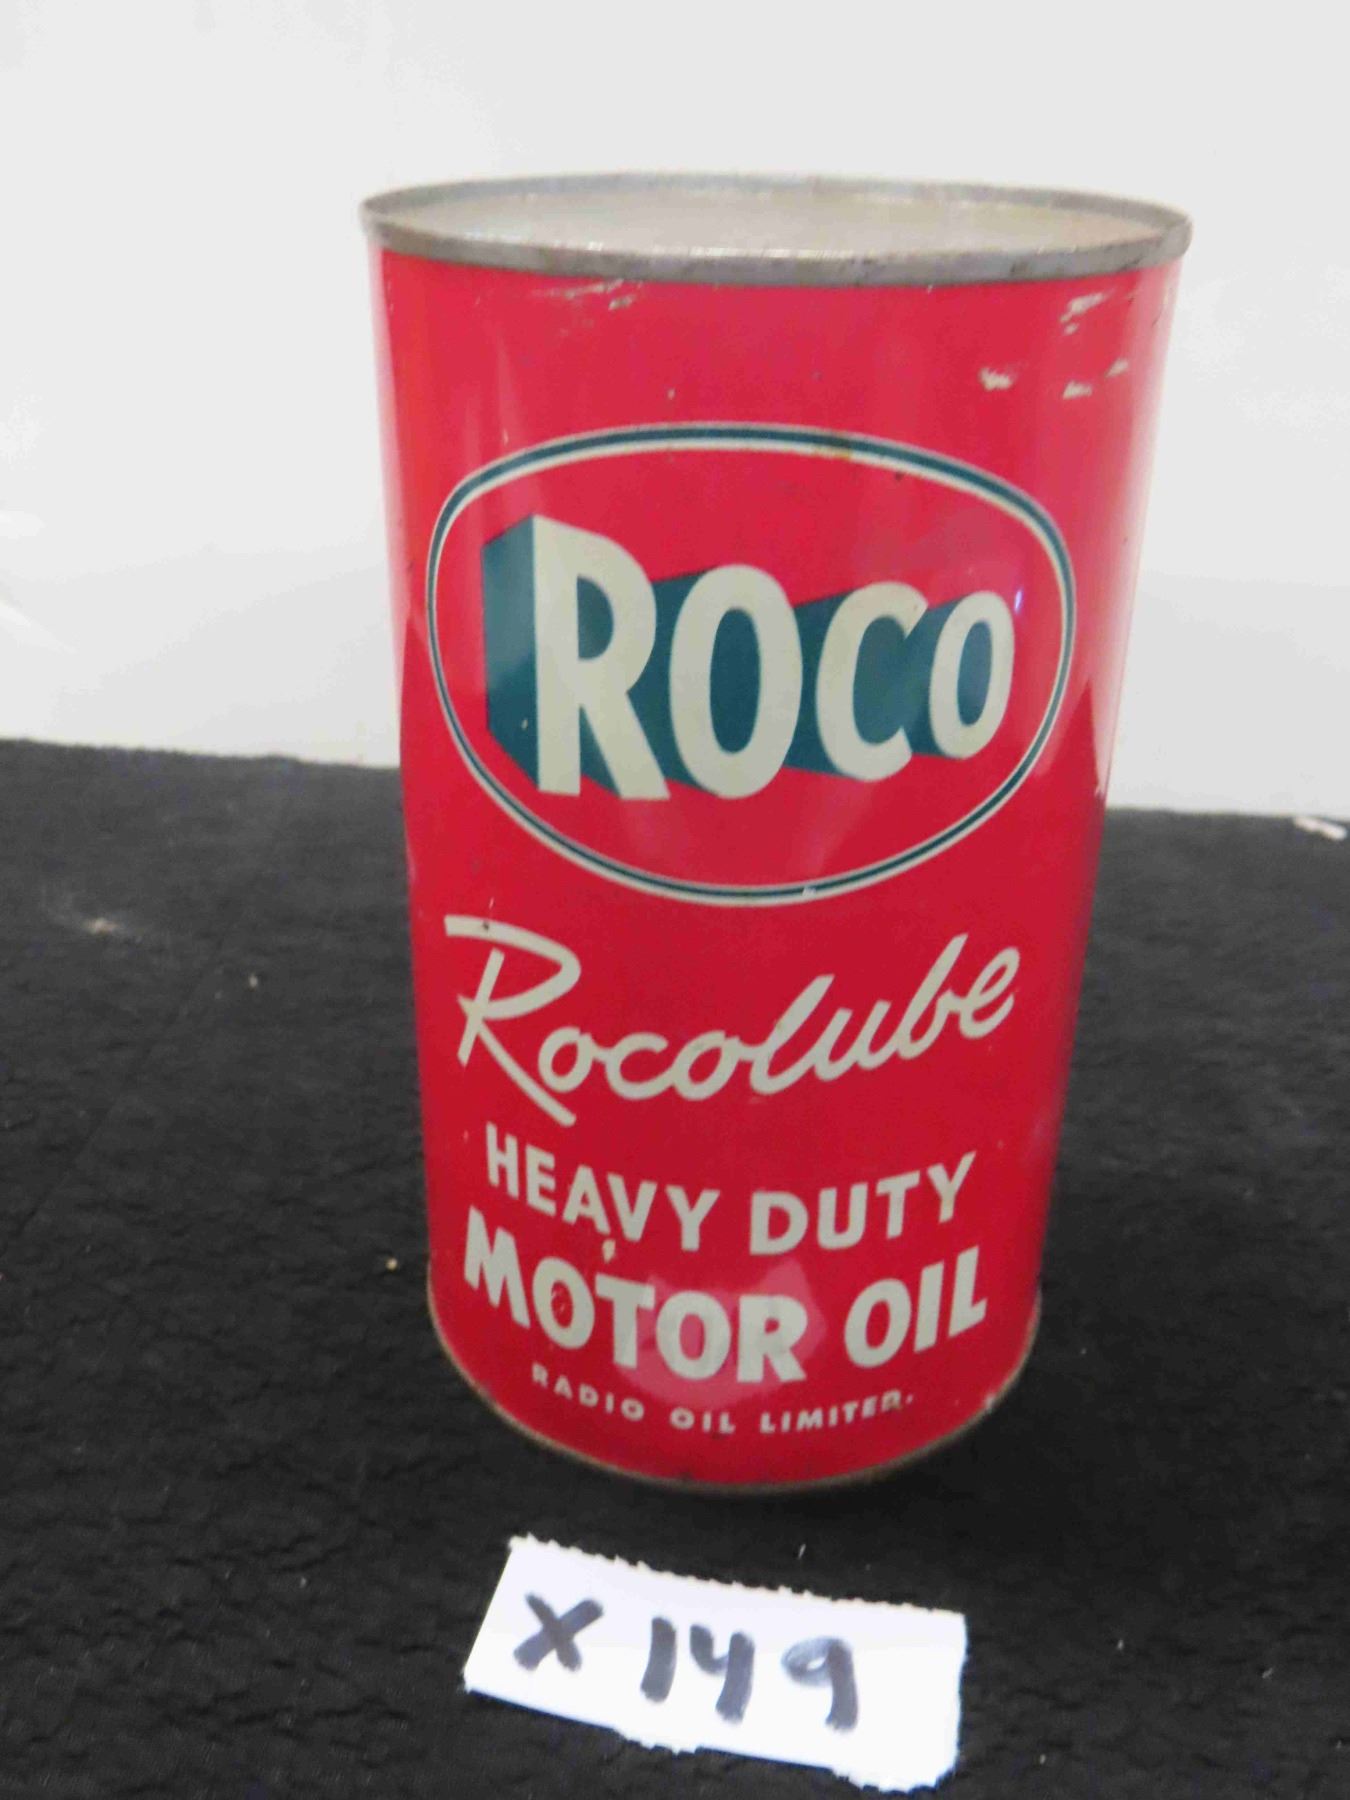 ROCO
Rocolube
HEAVY DUTY
MOTOR OIL
RADIO OIL LIMITED.
X 149